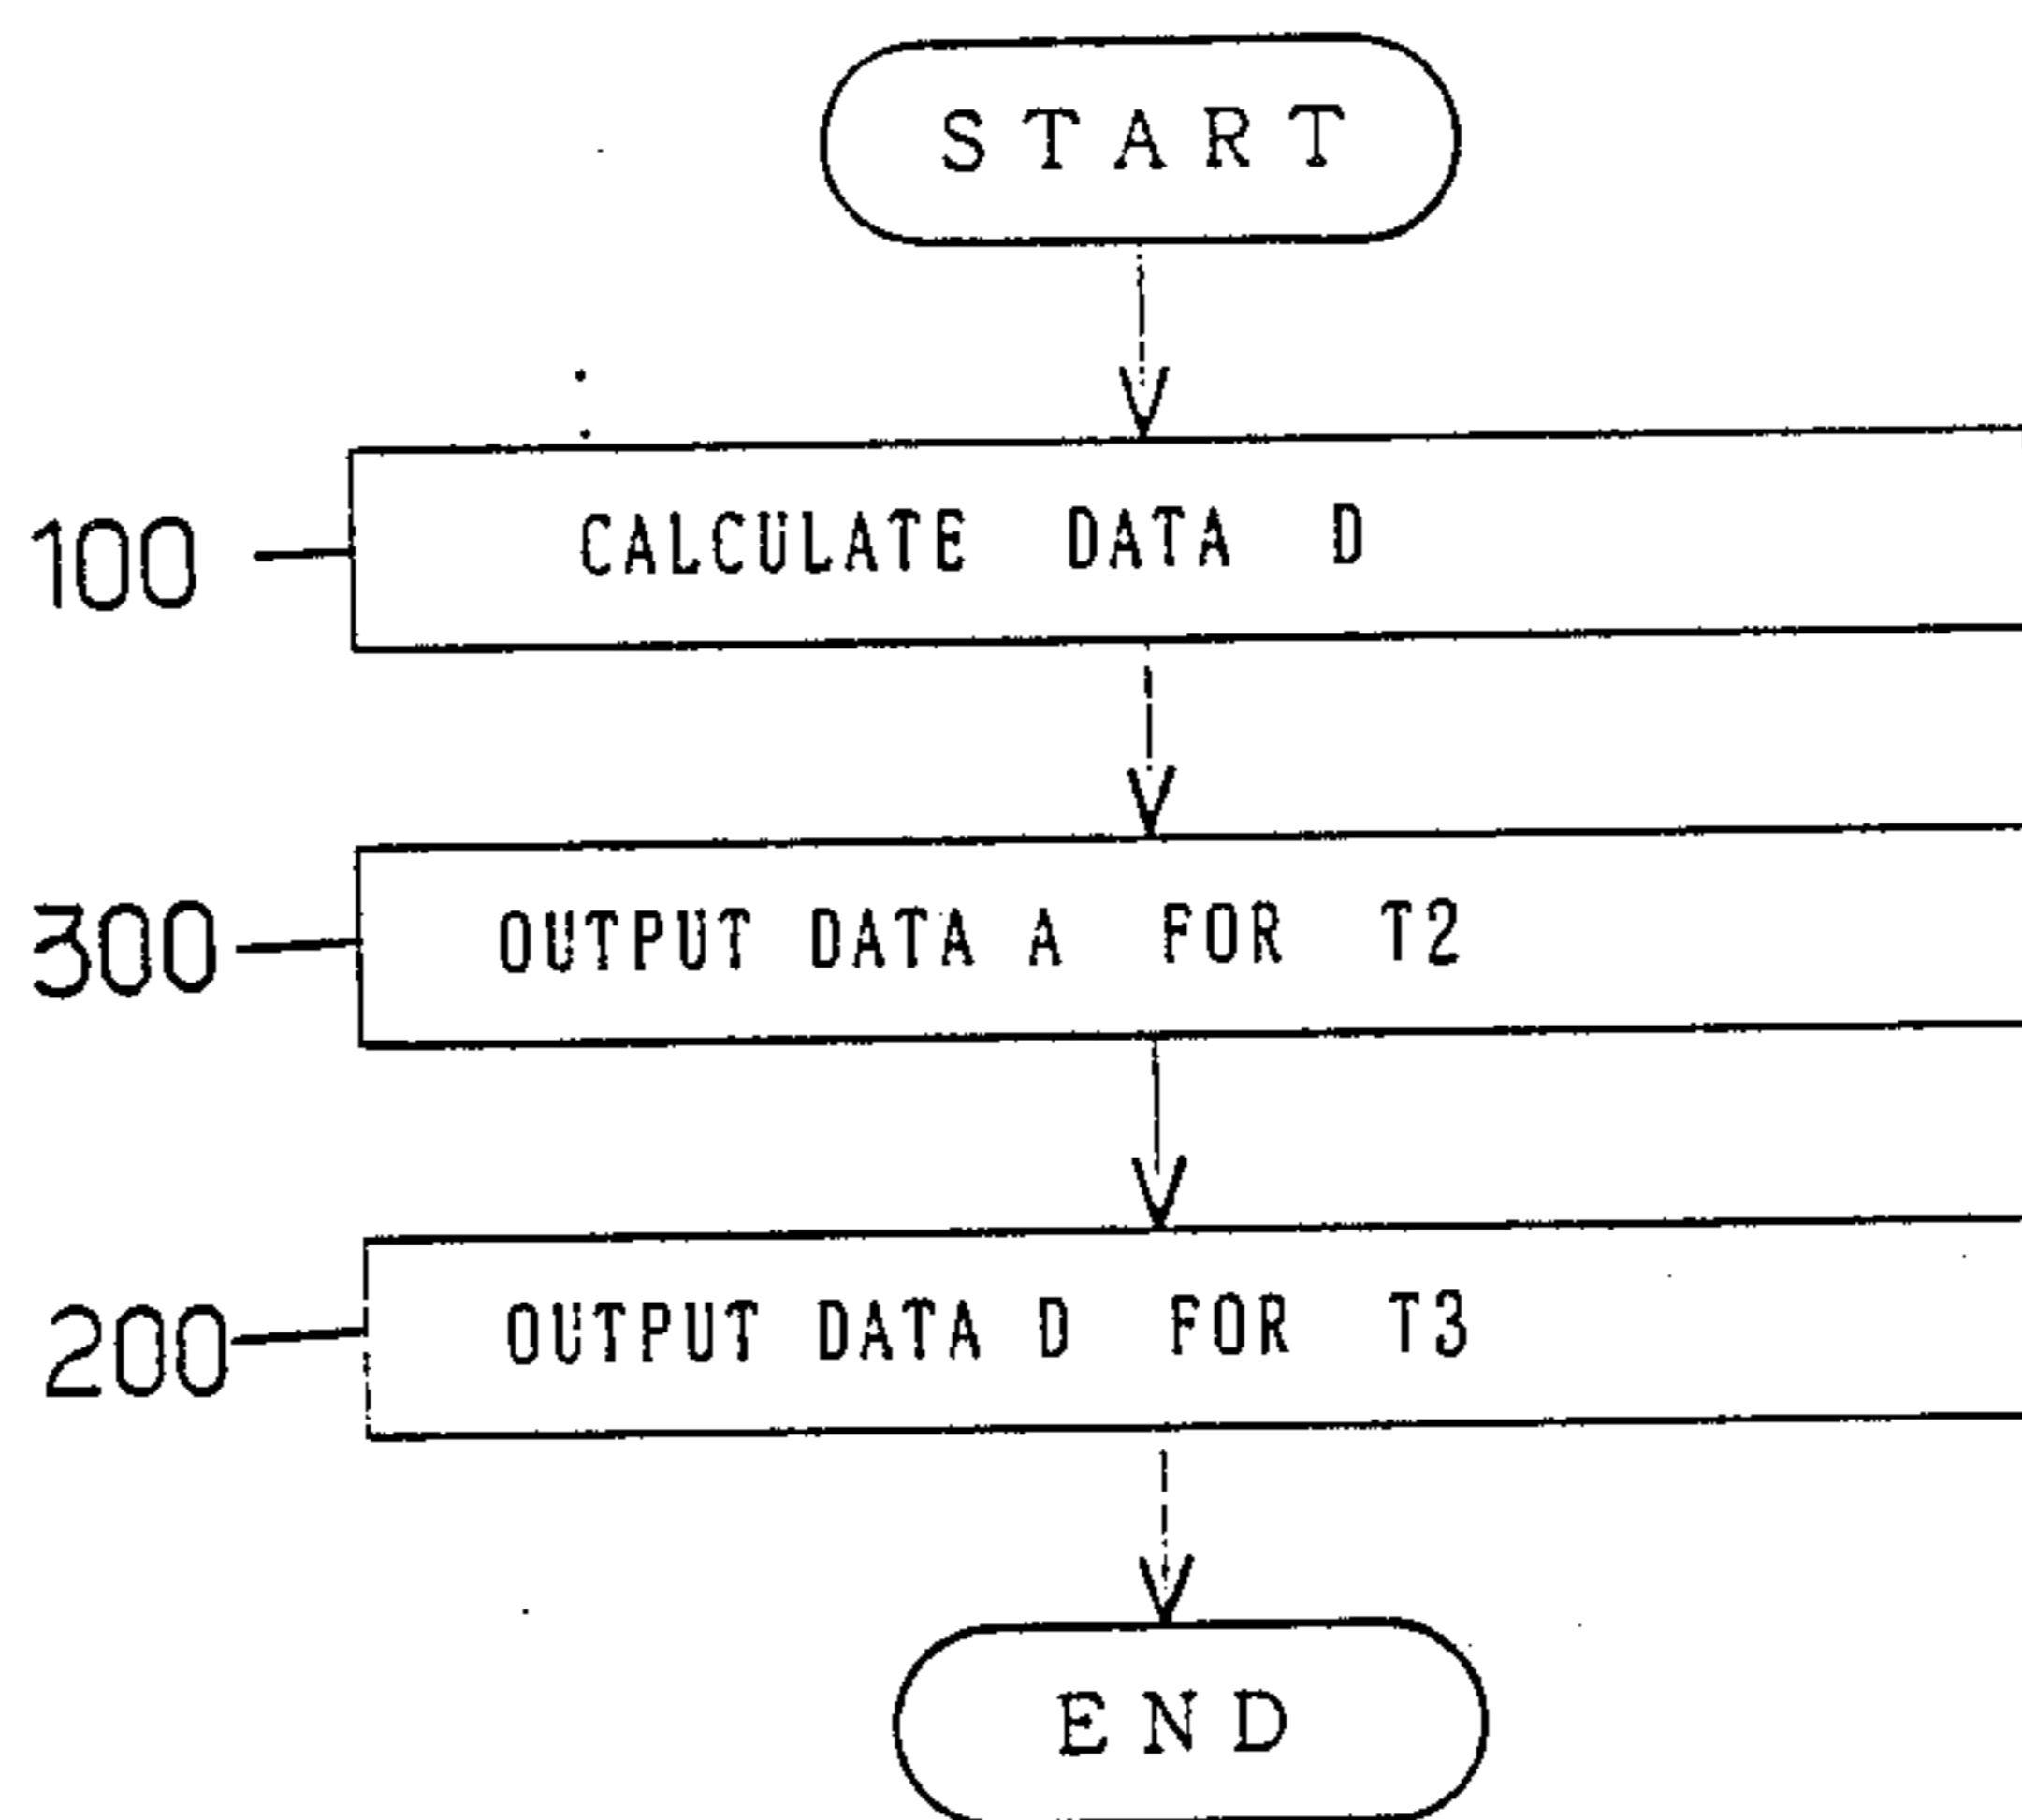 START
100 CALCULATE DATA D
300 OUTPUT DATA A FOR T2
200 OUTPUT DATA D FOR T3
END